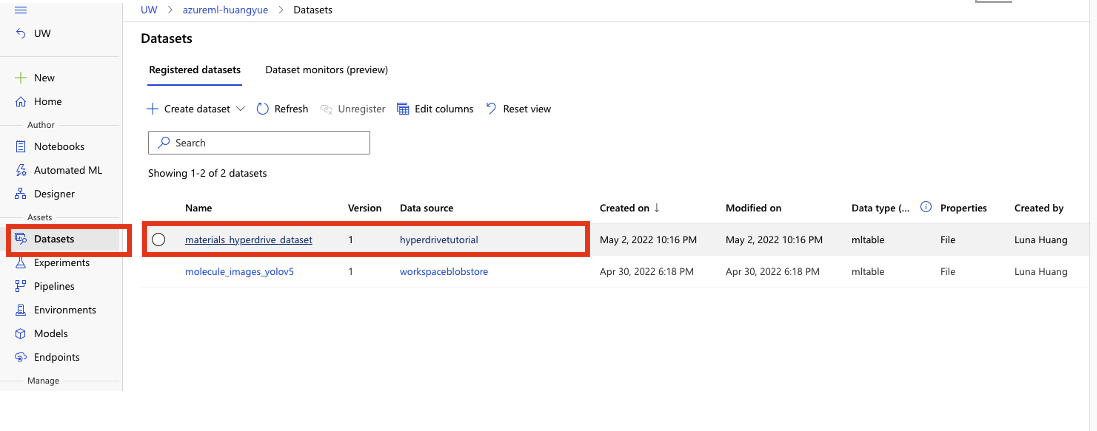 UW > azureml-huangyue > Datasets
UW
New
Home
Author
Notebooks
Automated ML
Designer
Assets
Datasets
Experiments
Pipelines
Environments
Models
Endpoints
Manage
Datasets
Registered datasets Dataset monitors (preview)
Create dataset Refresh Unregister Edit columns Reset view
Search
Showing 1-2 of 2 datasets
Name Version Data source Created on ↓ Modified on Data type (... Properties Created by
materials_hyperdrive_dataset 1 hyperdrivetutorial May 2, 2022 10:16 PM May 2, 2022 10:16 PM mltable File Luna Huang
molecule_images_yolov5 1 workspaceblobstore Apr 30, 2022 6:18 PM Apr 30, 2022 6:18 PM mltable File Luna Huang